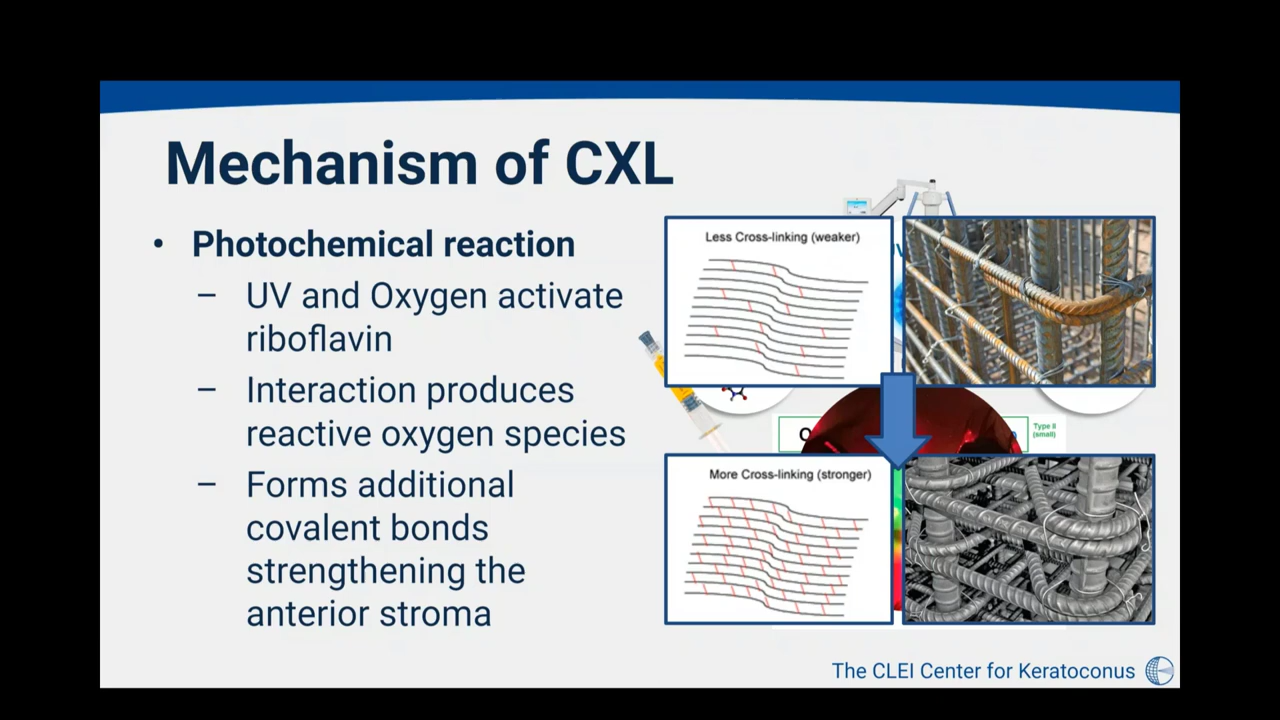 Mechanism of CXL
• Photochemical reaction
– UV and Oxygen activate
riboflavin
– Interaction produces
reactive oxygen species
– Forms additional
covalent bonds
strengthening the
anterior stroma
Less Cross-linking (weaker)
O
Type II
(small)
More Cross-linking (stronger)
The CLEI Center for Keratoconus